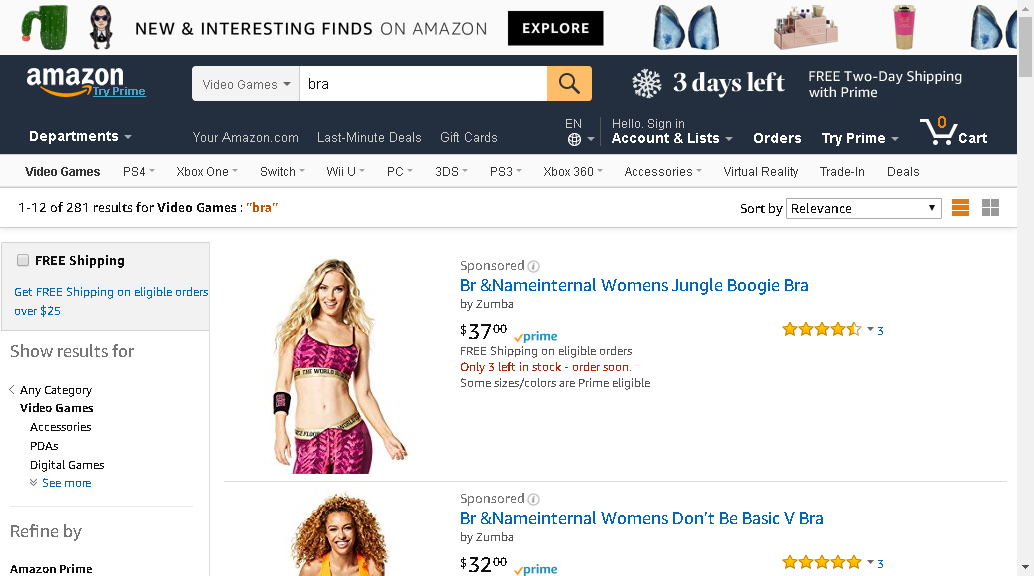 NEW & INTERESTING FINDS ON AMAZON EXPLORE
amazon
Try Prime
Video Games bra
3 days left
FREE Two-Day Shipping
with Prime
Departments
Your Amazon.com Last-Minute Deals Gift Cards
EN
Hello. Sign in
Account & Lists
Orders
Try Prime
0
Cart
Video Games PS4 Xbox One Switch Wii U PC 3DS PS3 Xbox 360 Accessories Virtual Reality Trade-In Deals
1-12 of 281 results for Video Games : "bra"
Sort by Relevance
FREE Shipping
Get FREE Shipping on eligible orders
over $25
Show results for
Any Category
Video Games
Accessories
PDAs
Digital Games
See more
Refine by
Amazon Prime
Sponsored
Br &Nameinternal Womens Jungle Boogie Bra
by Zumba
$3700 prime
3
FREE Shipping on eligible orders
Only 3 left in stock - order soon.
Some sizes/colors are Prime eligible
Sponsored
Br &Nameinternal Womens Don't Be Basic V Bra
by Zumba
$3200 prime
3